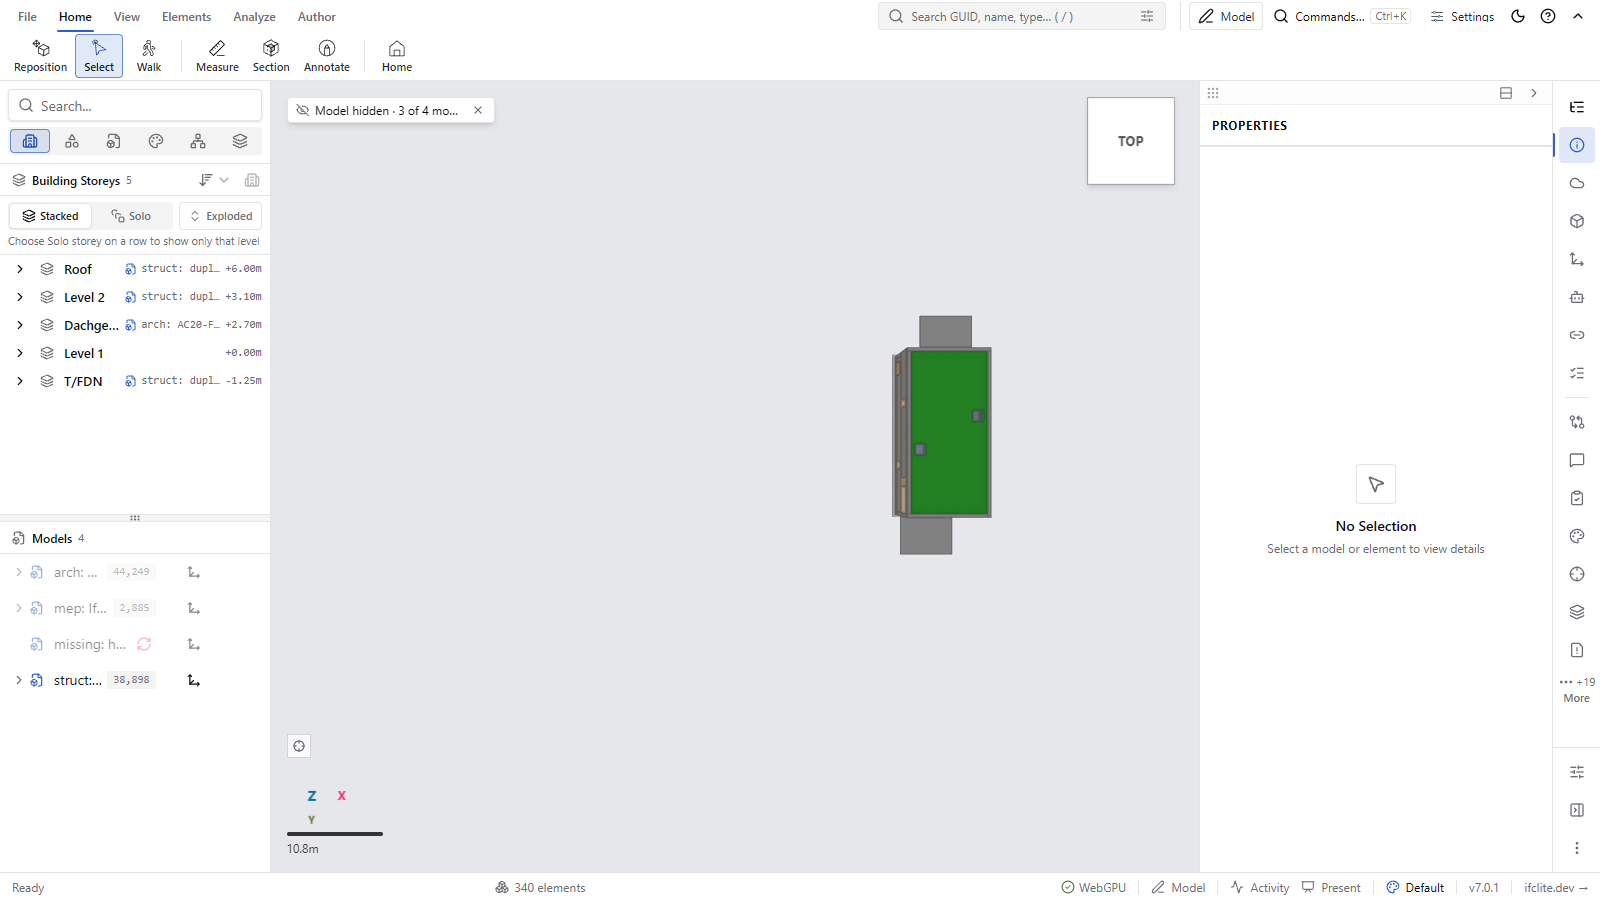 File
Home
View
Elements
Analyze
Author
Search GUID, name, type... ( / )
Model
Commands...
Ctrl+K
Settings
Reposition
Select
Walk
Measure
Section
Annotate
Home
Search...
Building Storeys 5
Stacked
Solo
Exploded
Choose Solo storey on a row to show only that level
Roof struct: dupl… +6.00m
Level 2 struct: dupl… +3.10m
Dachge... arch: AC20-F… +2.70m
Level 1 +0.00m
T/FDN struct: dupl… -1.25m
Models 4
arch: ... 44,249
mep: If... 2,885
missing: h...
struct:... 38,898
Model hidden · 3 of 4 mo...
TOP
Z X
Y
10.8m
PROPERTIES
No Selection
Select a model or element to view details
+19
More
Ready
340 elements
WebGPU
Model
Activity
Present
Default
v7.0.1
ifclite.dev →